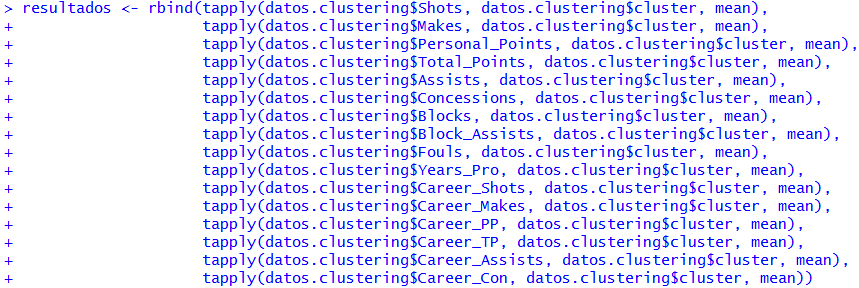 > resultados <- rbind(tapply(datos.clustering$Shots, datos.clustering$cluster, mean),
+                     tapply(datos.clustering$Makes, datos.clustering$cluster, mean),
+                     tapply(datos.clustering$Personal_Points, datos.clustering$cluster, mean),
+                     tapply(datos.clustering$Total_Points, datos.clustering$cluster, mean),
+                     tapply(datos.clustering$Assists, datos.clustering$cluster, mean),
+                     tapply(datos.clustering$Concessions, datos.clustering$cluster, mean),
+                     tapply(datos.clustering$Blocks, datos.clustering$cluster, mean),
+                     tapply(datos.clustering$Block_Assists, datos.clustering$cluster, mean),
+                     tapply(datos.clustering$Fouls, datos.clustering$cluster, mean),
+                     tapply(datos.clustering$Years_Pro, datos.clustering$cluster, mean),
+                     tapply(datos.clustering$Career_Shots, datos.clustering$cluster, mean),
+                     tapply(datos.clustering$Career_Makes, datos.clustering$cluster, mean),
+                     tapply(datos.clustering$Career_PP, datos.clustering$cluster, mean),
+                     tapply(datos.clustering$Career_TP, datos.clustering$cluster, mean),
+                     tapply(datos.clustering$Career_Assists, datos.clustering$cluster, mean),
+                     tapply(datos.clustering$Career_Con, datos.clustering$cluster, mean))